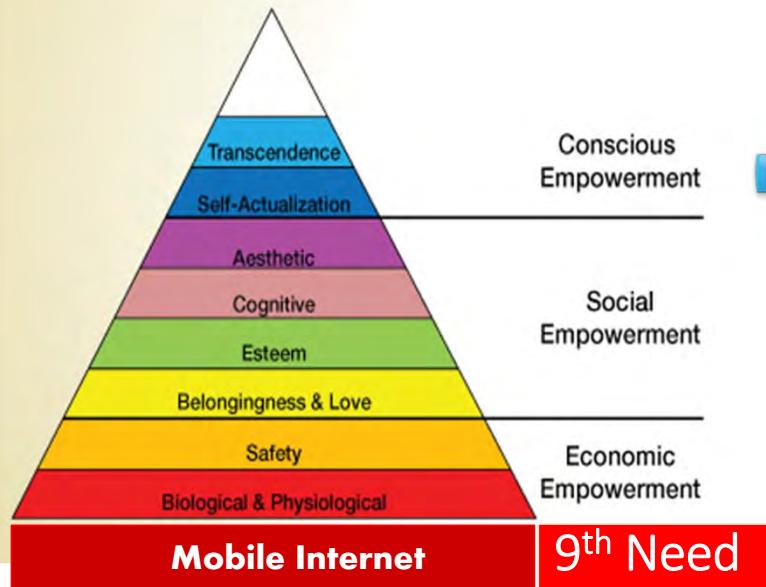 Transcendence
Self-Actualization
Conscious
Empowerment
Aesthetic
Cognitive
Esteem
Belongingness & Love
Social
Empowerment
Safety
Biological & Physiological
Economic
Empowerment
Mobile Internet
9th Need